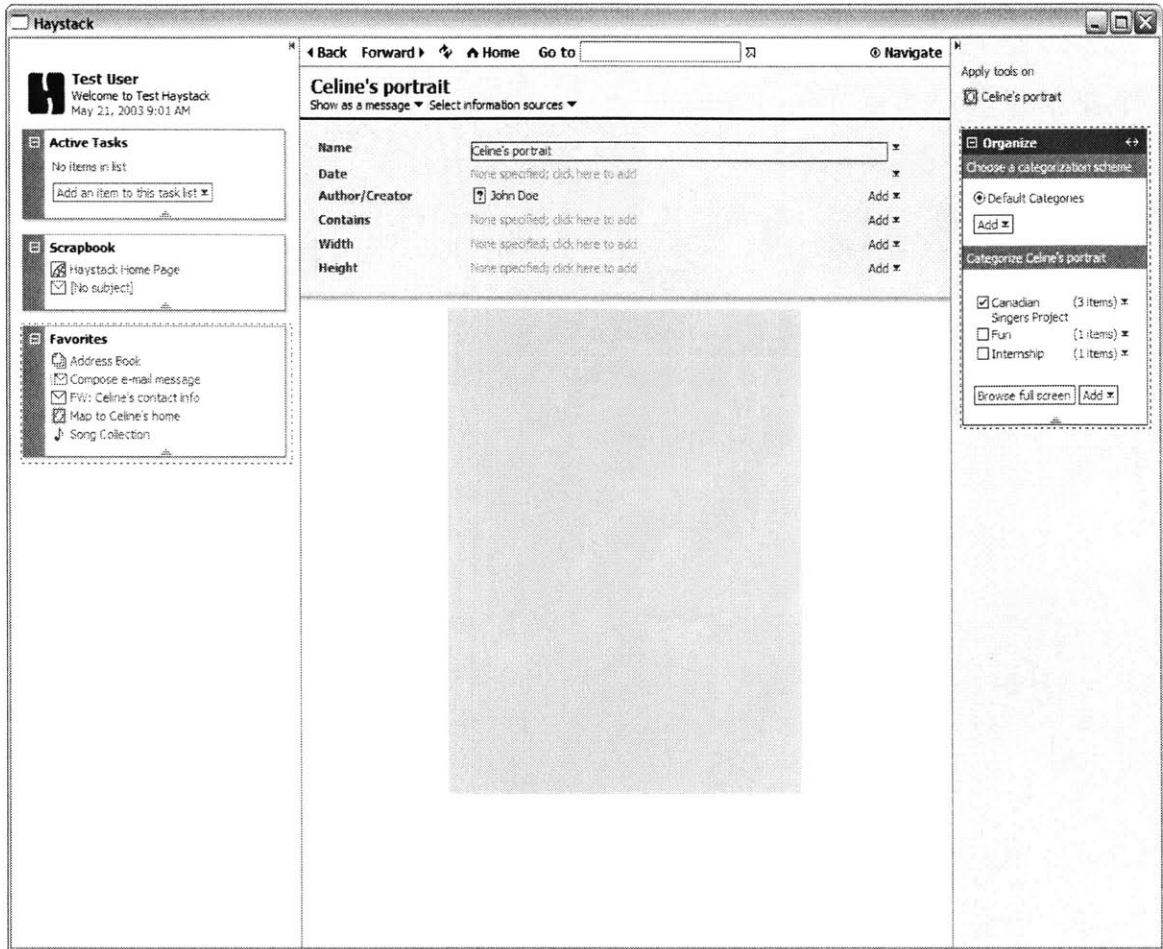 Haystack
Test User
Welcome to Test Haystack
May 21, 2003 9:01 AM
Active Tasks
No items in list
Add an item to this task list
Scrapbook
Haystack Home Page
[No subject]
Favorites
Address Book
Compose e-mail message
FW: Celine's contact info
Map to Celine's home
Song Collection
Back Forward Home Go to Navigate
Celine's portrait
Show as a message Select information sources
Name Celine's portrait
Date None specified; click here to add
Author/Creator ? John Doe Add
Contains None specified; click here to add Add
Width None specified; click here to add Add
Height None specified; click here to add Add
Apply tools on
Celine's portrait
Organize
Choose a categorization scheme
Default Categories
Add
Categorize Celine's portrait
Canadian (3 items)
Singers Project
Fun (1 items)
Internship (1 items)
Browse full screen Add